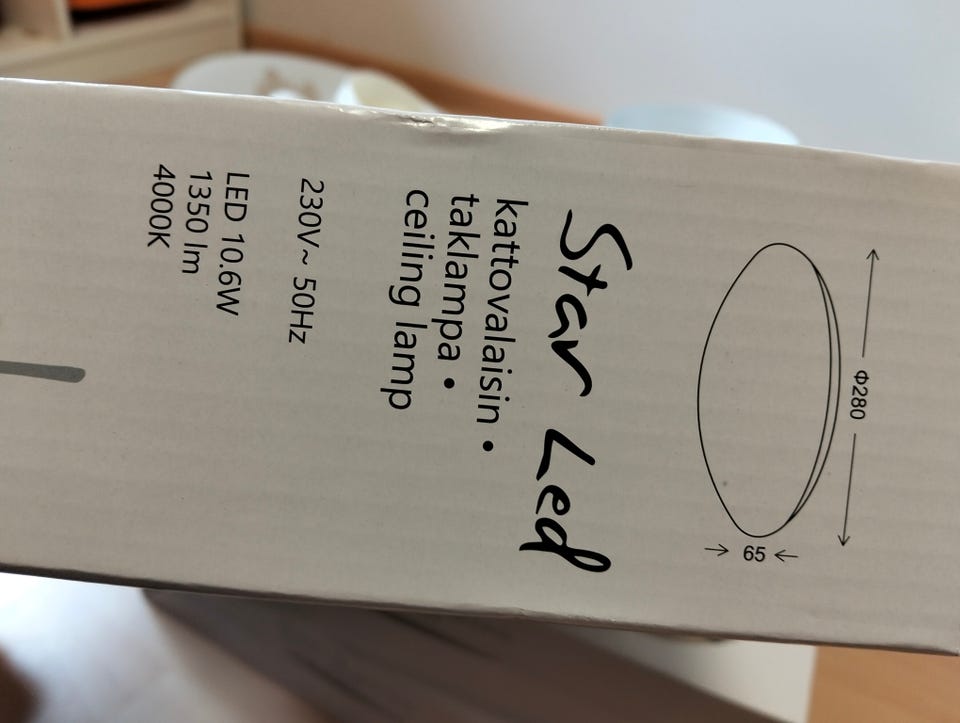 Φ280
65
Star Led
kattovalaisin •
taklampa •
ceiling lamp
230V~ 50Hz
LED 10.6W
1350 lm
4000K